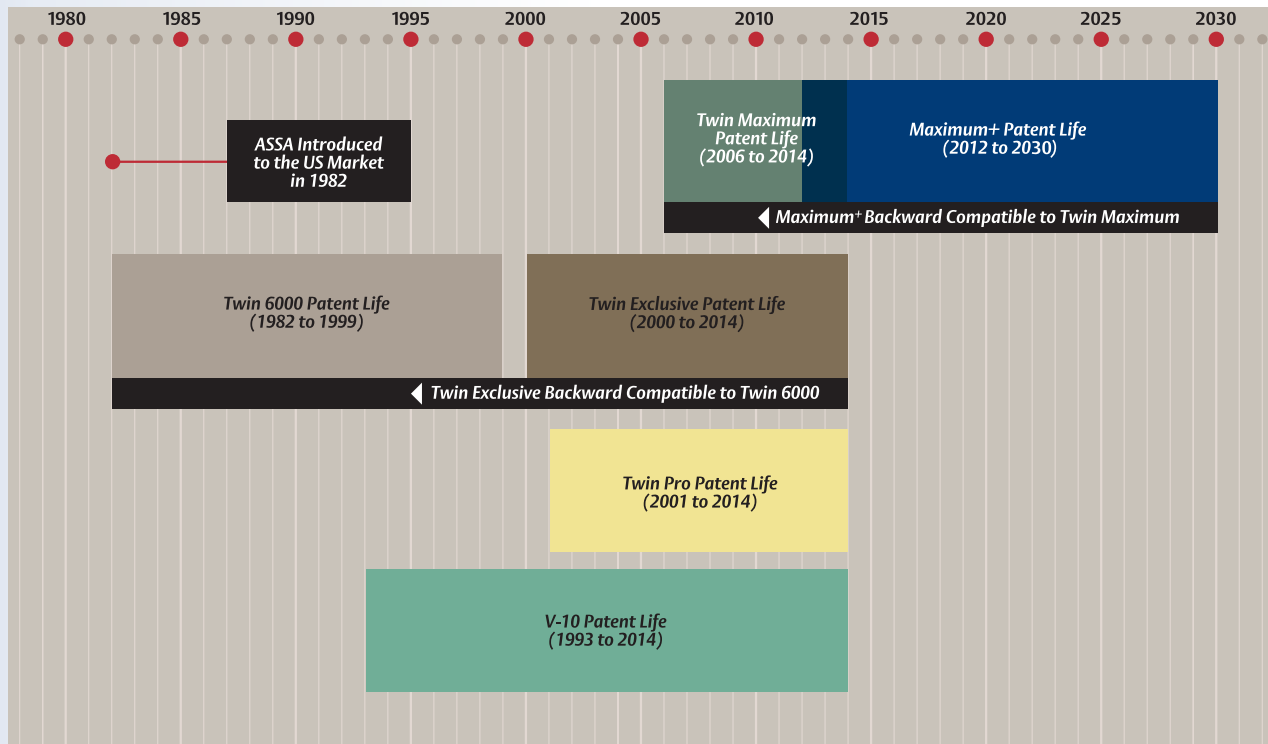 1980 1985 1990 1995 2000 2005 2010 2015 2020 2025 2030
ASSA Introduced
to the US Market
in 1982
Twin Maximum
Patent Life
(2006 to 2014)
Maximum+ Patent Life
(2012 to 2030)
Maximum⁺ Backward Compatible to Twin Maximum
Twin 6000 Patent Life
(1982 to 1999)
Twin Exclusive Patent Life
(2000 to 2014)
Twin Exclusive Backward Compatible to Twin 6000
Twin Pro Patent Life
(2001 to 2014)
V-10 Patent Life
(1993 to 2014)